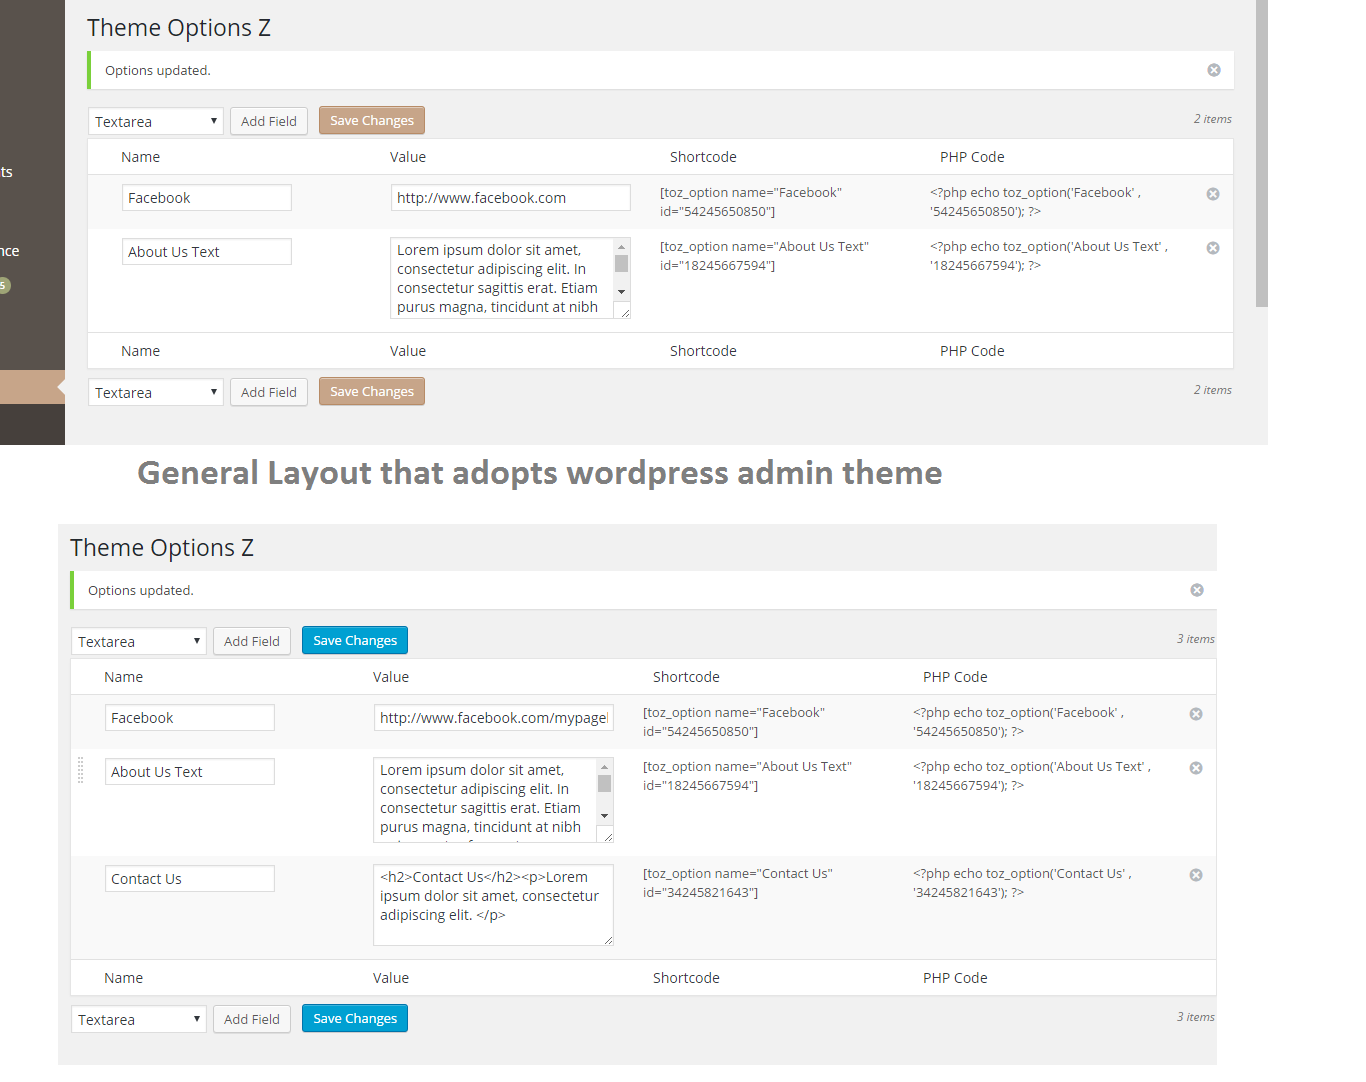 Theme Options Z
Options updated.
Textarea Add Field Save Changes 2 items
Name Value Shortcode PHP Code
ts
Facebook http://www.facebook.com [toz_option name="Facebook" <?php echo toz_option('Facebook' ,
id="54245650850"] '54245650850'); ?>
About Us Text Lorem ipsum dolor sit amet, [toz_option name="About Us Text" <?php echo toz_option('About Us Text' ,
nce
consectetur adipiscing elit. In id="18245667594"] '18245667594'); ?>
5
consectetur sagittis erat. Etiam
purus magna, tincidunt at nibh
Name Value Shortcode PHP Code
Textarea Add Field Save Changes 2 items
General Layout that adopts wordpress admin theme
Theme Options Z
Options updated.
Textarea Add Field Save Changes 3 items
Name Value Shortcode PHP Code
Facebook http://www.facebook.com/mypage [toz_option name="Facebook" <?php echo toz_option('Facebook' ,
id="54245650850"] '54245650850'); ?>
About Us Text Lorem ipsum dolor sit amet, [toz_option name="About Us Text" <?php echo toz_option('About Us Text' ,
consectetur adipiscing elit. In id="18245667594"] '18245667594'); ?>
consectetur sagittis erat. Etiam
purus magna, tincidunt at nibh
Contact Us <h2>Contact Us</h2><p>Lorem [toz_option name="Contact Us" <?php echo toz_option('Contact Us' ,
ipsum dolor sit amet, consectetur id="34245821643"] '34245821643'); ?>
adipiscing elit. </p>
Name Value Shortcode PHP Code
Textarea Add Field Save Changes 3 items